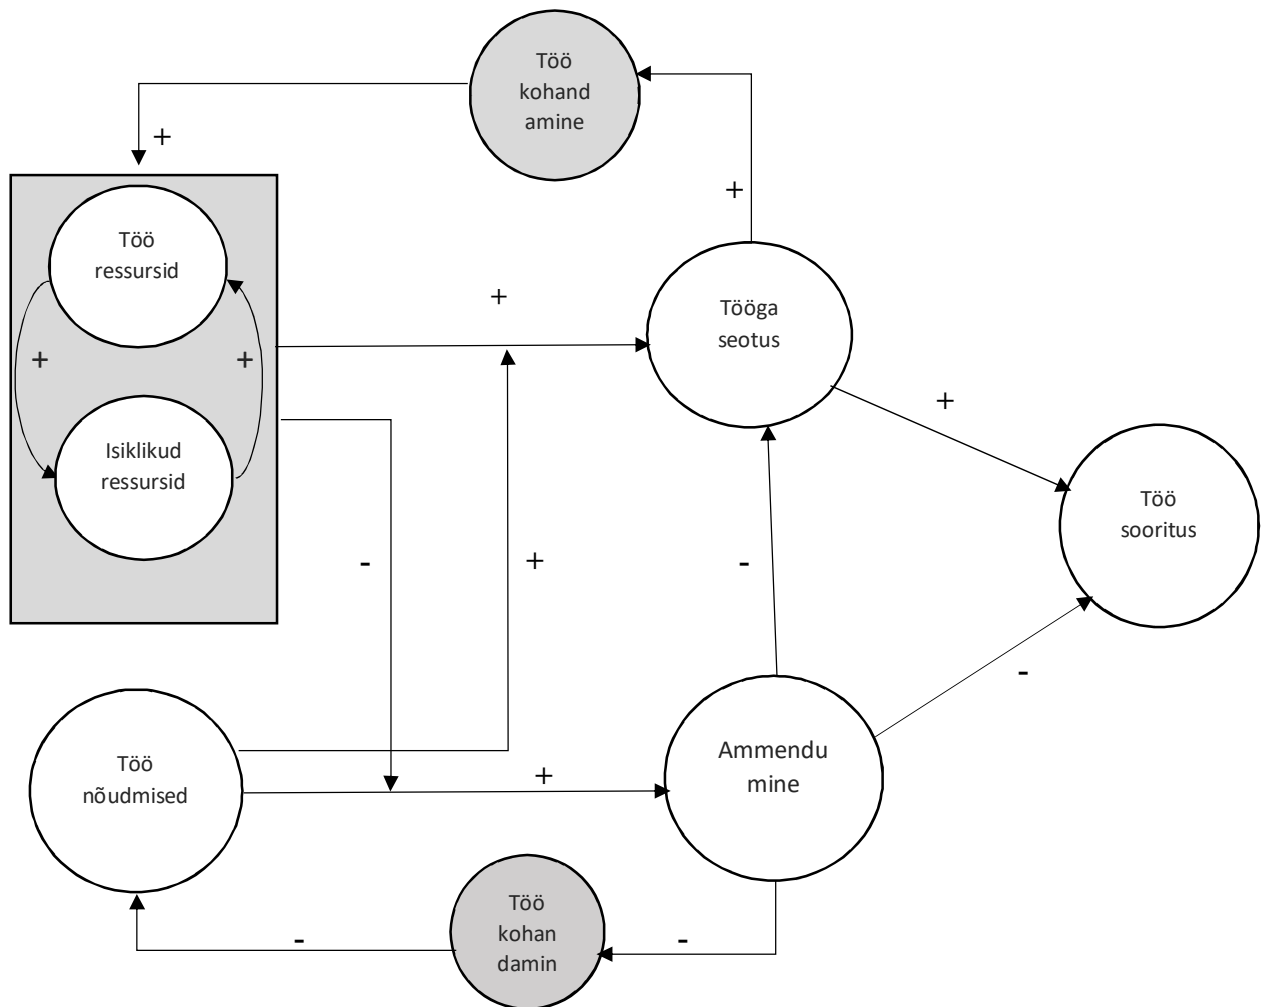 Töö
kohand
amine
+
+
Töö
ressursid
+
Tööga
seotus
+
+
+
Isiklikud
ressursid
Töö
sooritus
-
+
-
-
Töö
nõudmised
Ammendu
mine
+
Töö
kohan
damin
-
-